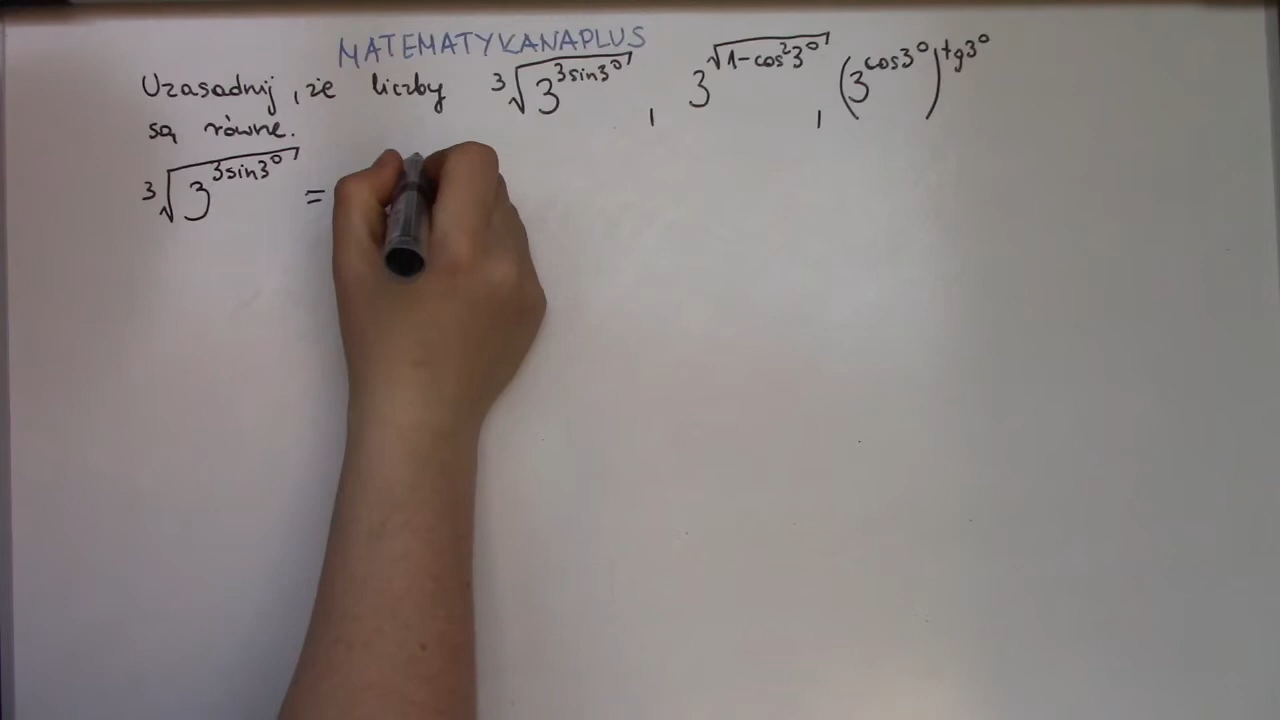 MATEMATYKANAPLUS
Uzasadnij, że liczby ∛(3^(3sin3°)), 3^(√(1-cos²3°)), (3^(cos3°))^(tg3°)
są równe.
∛(3^(3sin3°)) =